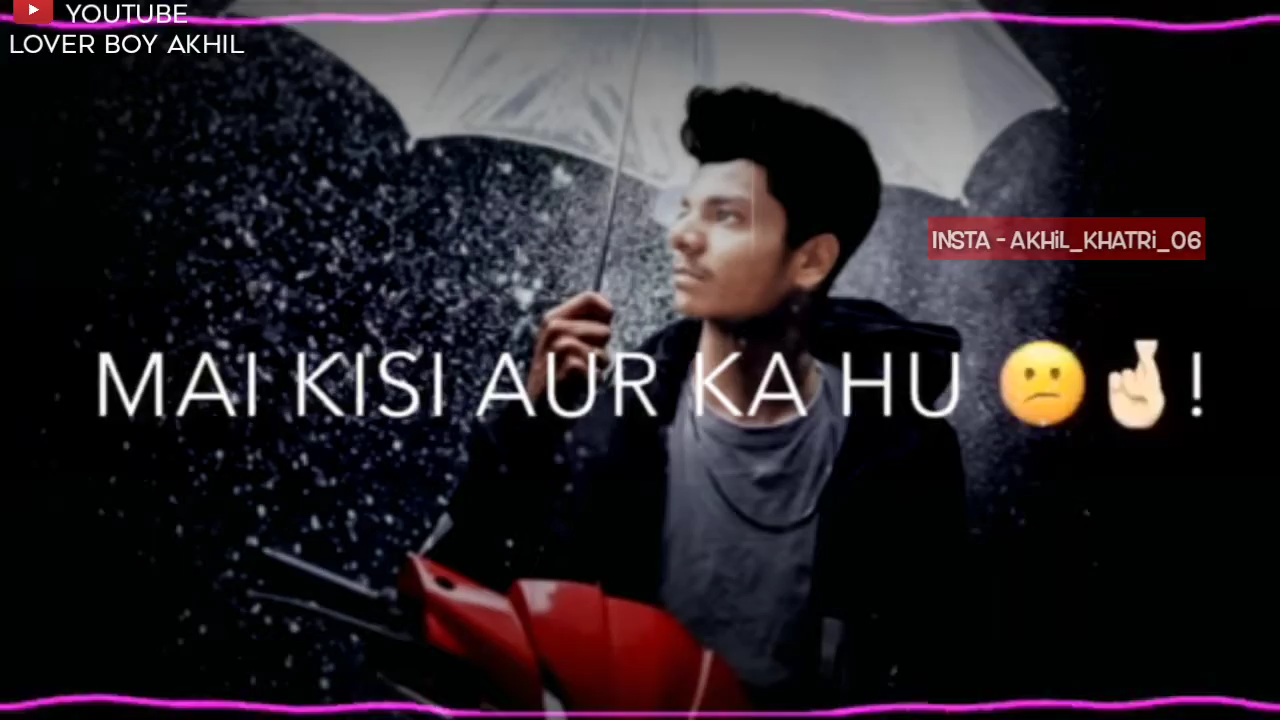 YOUTUBE
LOVER BOY AKHIL
INSTA - AKHiL_KHATRi_06
MAI KISI AUR KA HU 😕🤞🏻!